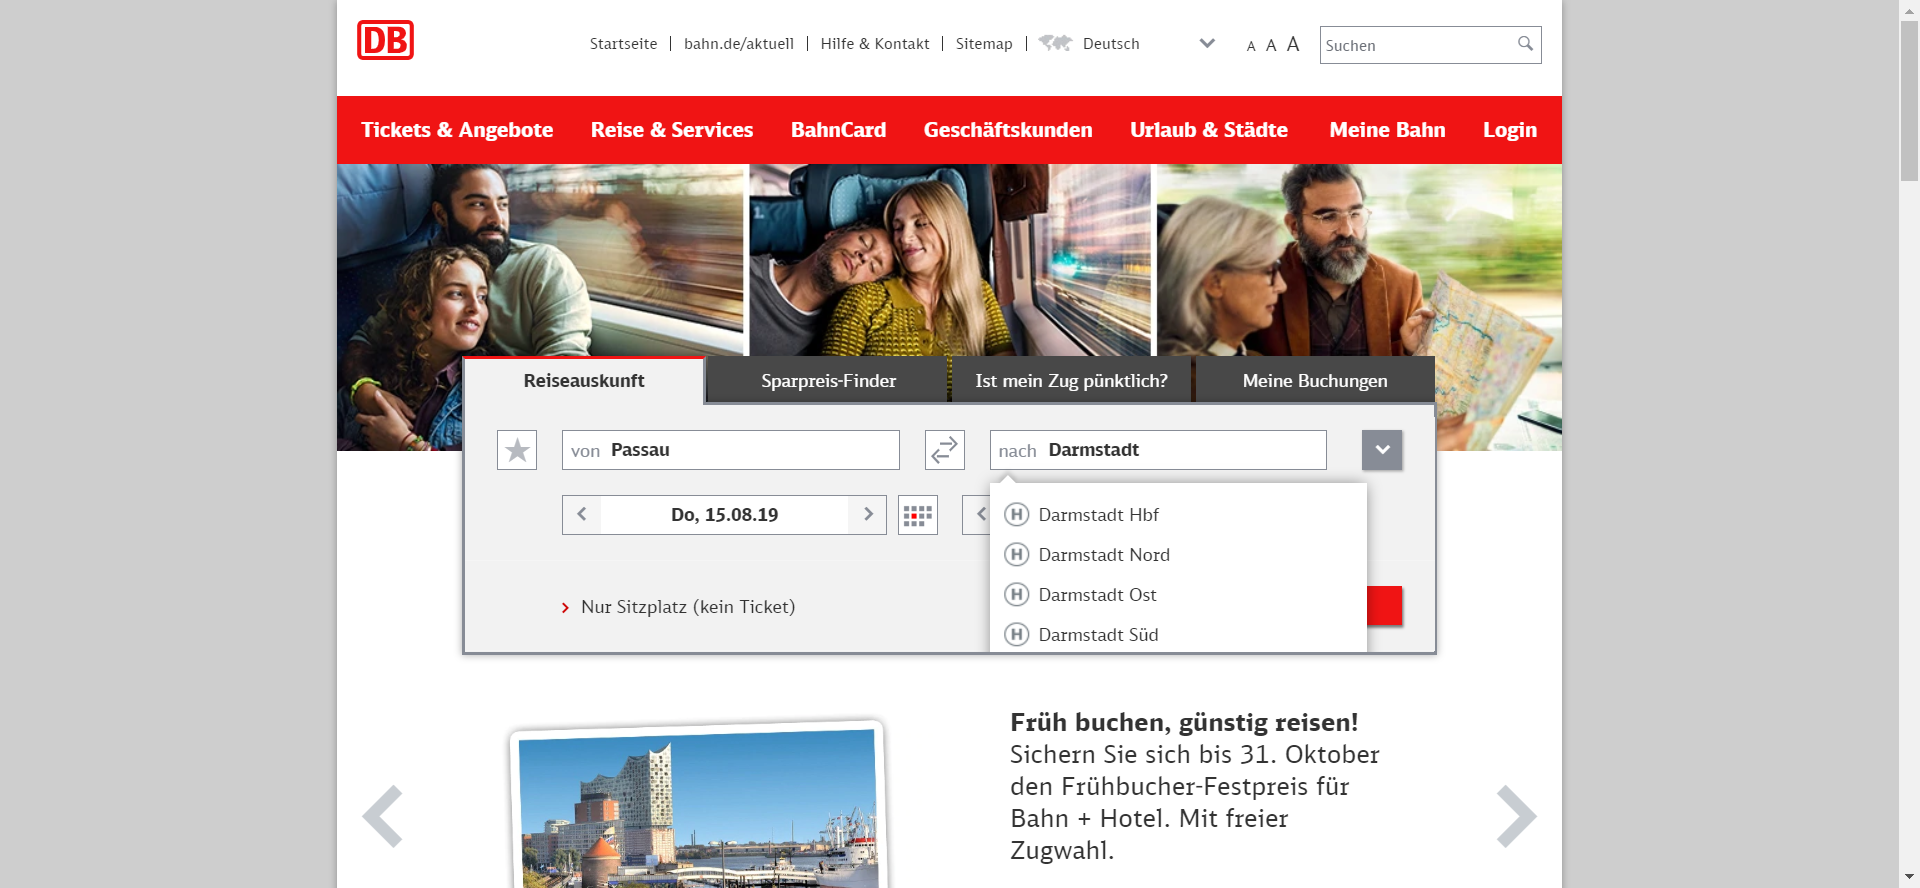 DB
Startseite bahn.de/aktuell Hilfe & Kontakt Sitemap Deutsch A A A Suchen
Tickets & Angebote Reise & Services BahnCard Geschäftskunden Urlaub & Städte Meine Bahn Login
Reiseauskunft Sparpreis-Finder Ist mein Zug pünktlich? Meine Buchungen
von Passau nach Darmstadt
Do, 15.08.19
H Darmstadt Hbf
H Darmstadt Nord
H Darmstadt Ost
Nur Sitzplatz (kein Ticket)
H Darmstadt Süd
Früh buchen, günstig reisen!
Sichern Sie sich bis 31. Oktober
den Frühbucher-Festpreis für
Bahn + Hotel. Mit freier
Zugwahl.